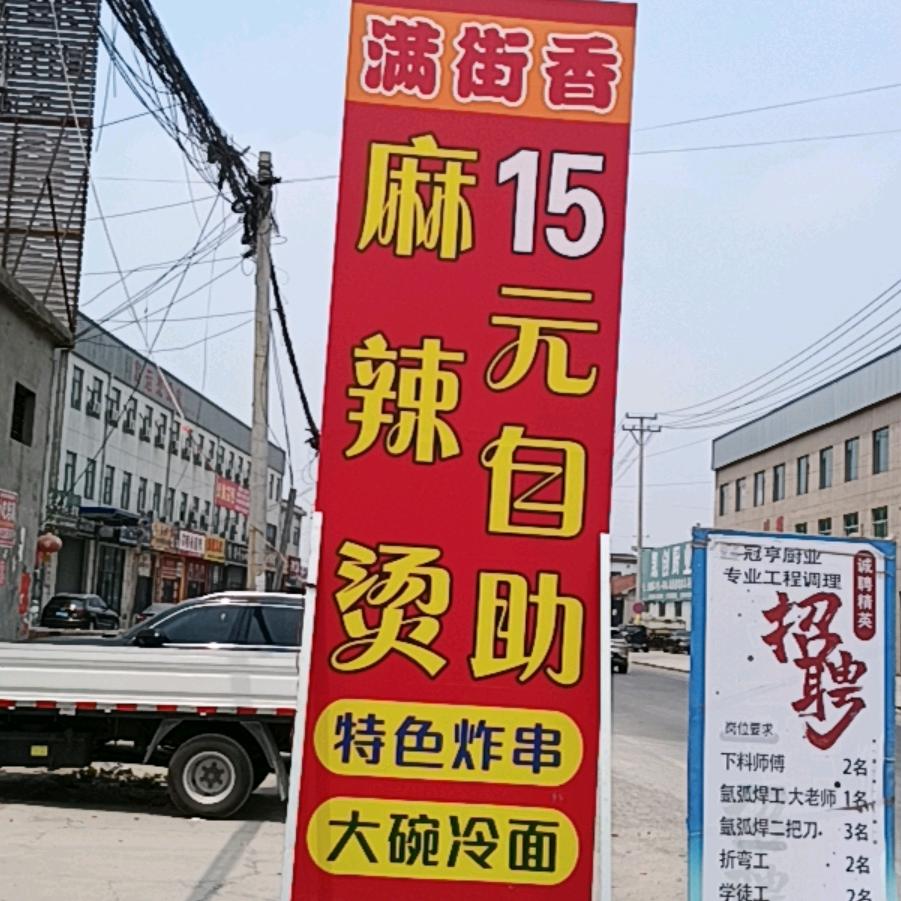 满街香
麻辣烫
15元自助
特色炸串
大碗冷面
冠亨厨业
专业工程调理
诚聘精英
招聘
岗位要求
下料师傅 2名
氩弧焊工大老师 1名
氩弧焊二把刀. 3名
折弯工 2名
学徒工 2名